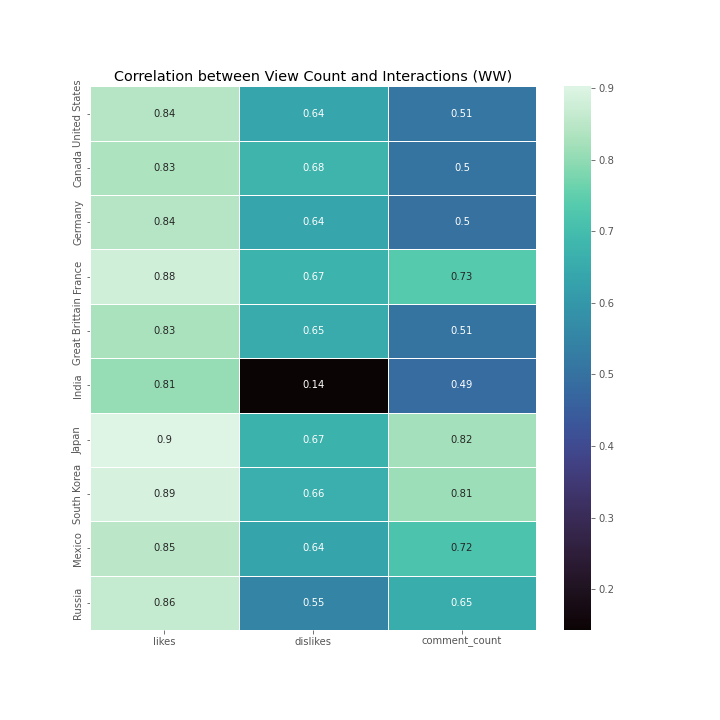 Correlation between View Count and Interactions (WW)
United States 0.84 0.64 0.51
Canada 0.83 0.68 0.5
Germany 0.84 0.64 0.5
France 0.88 0.67 0.73
Great Brittain 0.83 0.65 0.51
India 0.81 0.14 0.49
Japan 0.9 0.67 0.82
South Korea 0.89 0.66 0.81
Mexico 0.85 0.64 0.72
Russia 0.86 0.55 0.65
likes dislikes comment_count
0.9
0.8
0.7
0.6
0.5
0.4
0.3
0.2